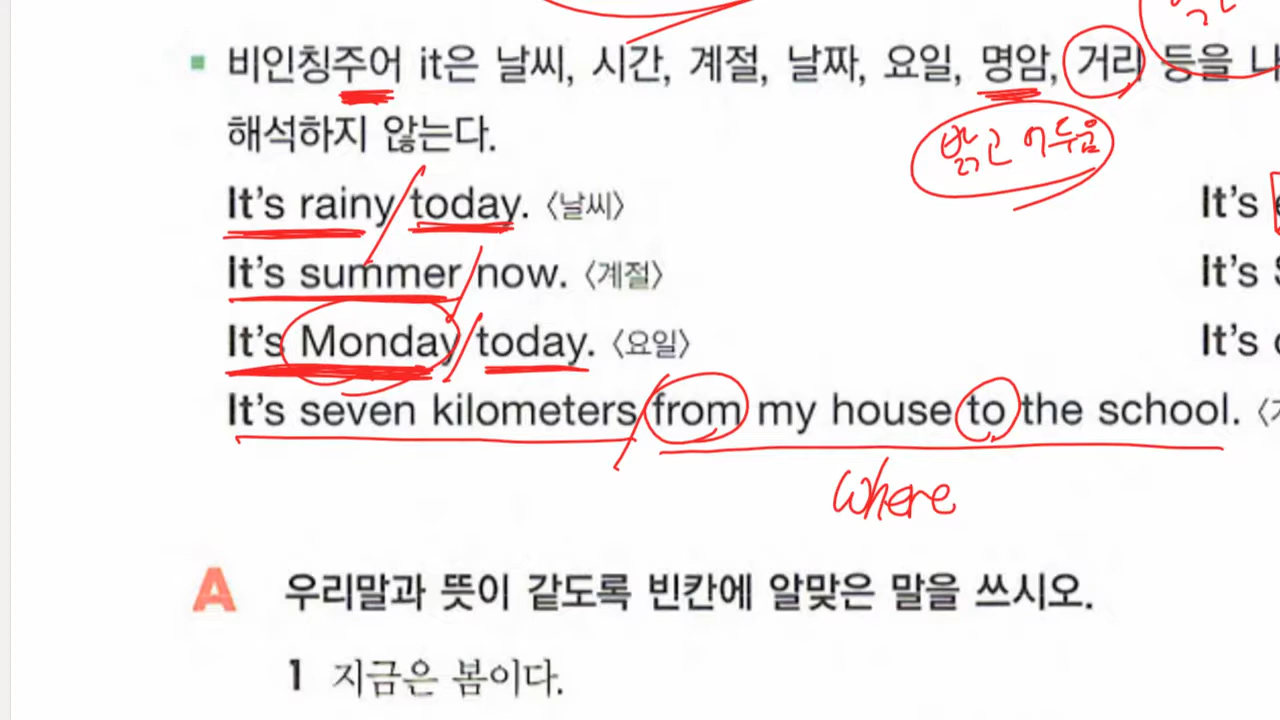 비인칭주어 it은 날씨, 시간, 계절, 날짜, 요일, 명암, 거리 등을 나
밝고 어두움
해석하지 않는다.
It's rainy today. 〈날씨〉 It's
It's summer now. 〈계절〉 It's S
It's Monday today. 〈요일〉 It's
It's seven kilometers from my house to the school.
where
A 우리말과 뜻이 같도록 빈칸에 알맞은 말을 쓰시오.
1 지금은 봄이다.